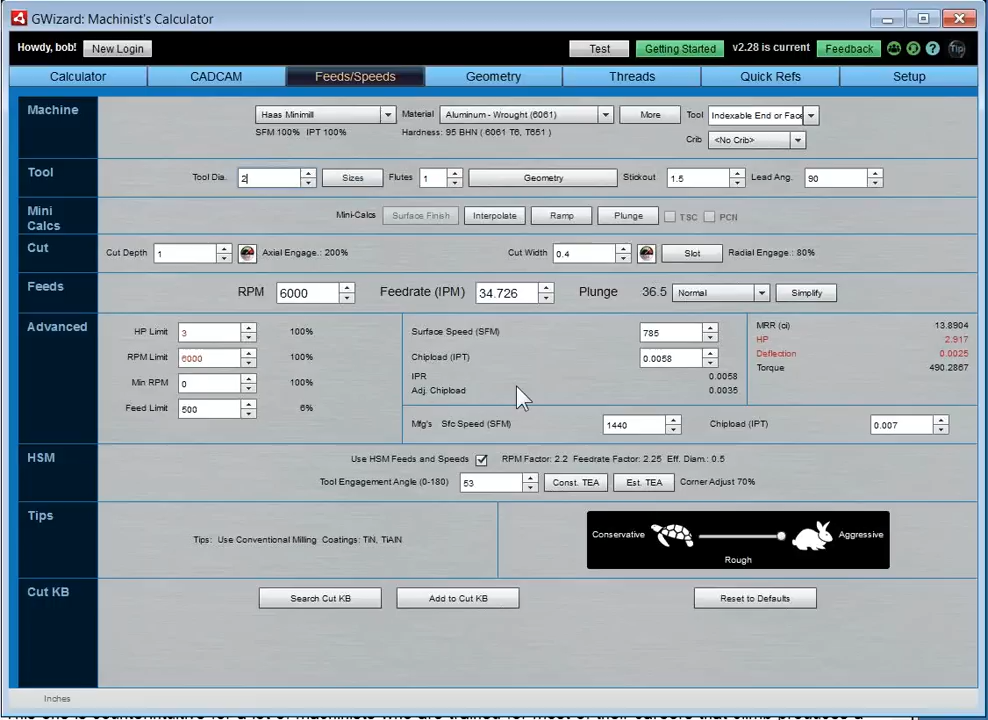 GWizard: Machinist's Calculator
Howdy, bob! New Login Test Getting Started v2.28 is current Feedback ? Tip
Calculator CADCAM Feeds/Speeds Geometry Threads Quick Refs Setup
Machine Haas Minimill Material Aluminum - Wrought (6061) More Tool Indexable End or Face
SFM 100% IPT 100% Hardness: 95 BHN ( 6061 T6, T651 ) Crib <No Crib>
Tool Tool Dia. 2 Sizes Flutes 1 Geometry Stickout 1.5 Lead Ang. 90
Mini Calcs Mini-Calcs Surface Finish Interpolate Ramp Plunge TSC PCN
Cut Cut Depth 1 Axial Engage.: 200% Cut Width 0.4 Slot Radial Engage.: 80%
Feeds RPM 6000 Feedrate (IPM) 34.726 Plunge 36.5 Normal Simplify
Advanced
HP Limit 3 100%
RPM Limit 6000 100%
Min RPM 0 100%
Feed Limit 500 6%
Surface Speed (SFM) 785
Chipload (IPT) 0.0058
IPR 0.0058
Adj. Chipload 0.0035
MRR (ci) 13.8904
HP 2.917
Deflection 0.0025
Torque 490.2867
Mfg's Sfc Speed (SFM) 1440 Chipload (IPT) 0.007
HSM Use HSM Feeds and Speeds RPM Factor: 2.2 Feedrate Factor: 2.25 Eff. Diam.: 0.5
Tool Engagement Angle (0-180) 53 Const. TEA Est. TEA Corner Adjust 70%
Tips
Tips: Use Conventional Milling Coatings: TiN, TiAlN
Conservative Aggressive
Rough
Cut KB Search Cut KB Add to Cut KB Reset to Defaults
Inches